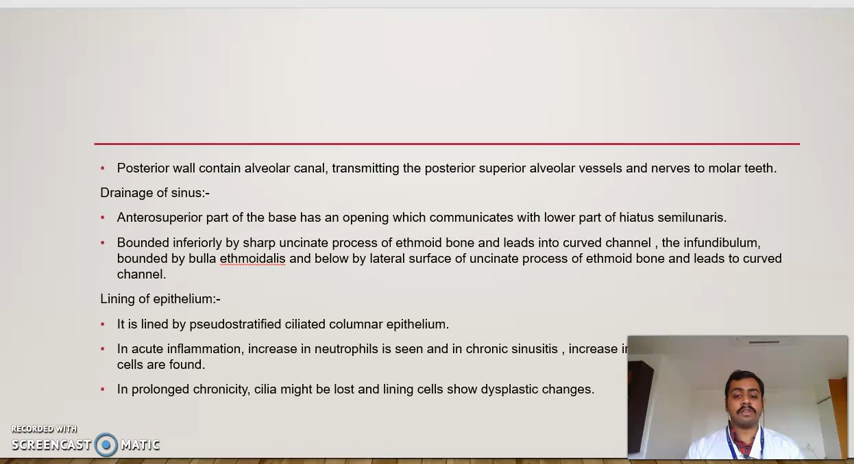 • Posterior wall contain alveolar canal, transmitting the posterior superior alveolar vessels and nerves to molar teeth.
Drainage of sinus:-
• Anterosuperior part of the base has an opening which communicates with lower part of hiatus semilunaris.
• Bounded inferiorly by sharp uncinate process of ethmoid bone and leads into curved channel , the infundibulum,
bounded by bulla ethmoidalis and below by lateral surface of uncinate process of ethmoid bone and leads to curved
channel.
Lining of epithelium:-
• It is lined by pseudostratified ciliated columnar epithelium.
• In acute inflammation, increase in neutrophils is seen and in chronic sinusitis , increase
cells are found.
• In prolonged chronicity, cilia might be lost and lining cells show dysplastic changes.
RECORDED WITH
SCREENCAST MATIC